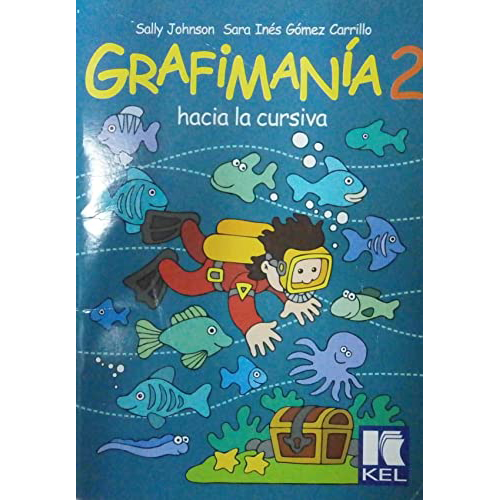 Sally Johnson Sara Inés Gómez Carrillo
GRAFIMANÍA 2
hacia la cursiva
KEL